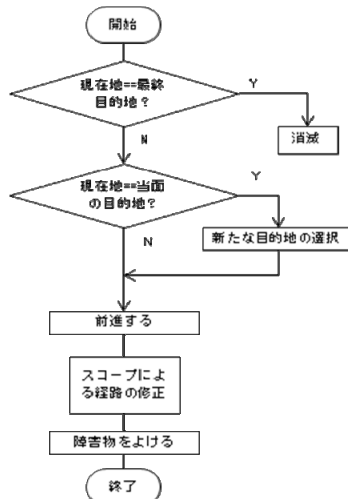 開始
現在地==最終
目的地？
Y
N
消滅
現在地==当面
の目的地？
Y
N
新たな目的地の選択
前進する
スコープによ
る経路の修正
障害物をよける
終了